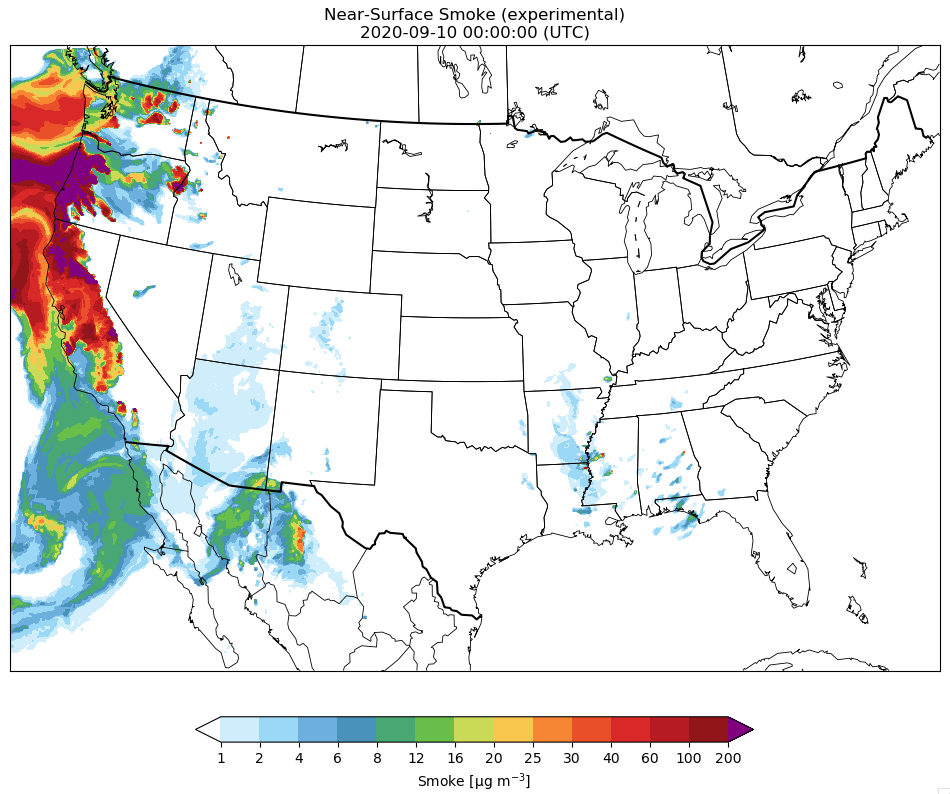 Near-Surface Smoke (experimental)
2020-09-10 00:00:00 (UTC)
1 2 4 6 8 12 16 20 25 30 40 60 100 200
Smoke [µg m⁻³]